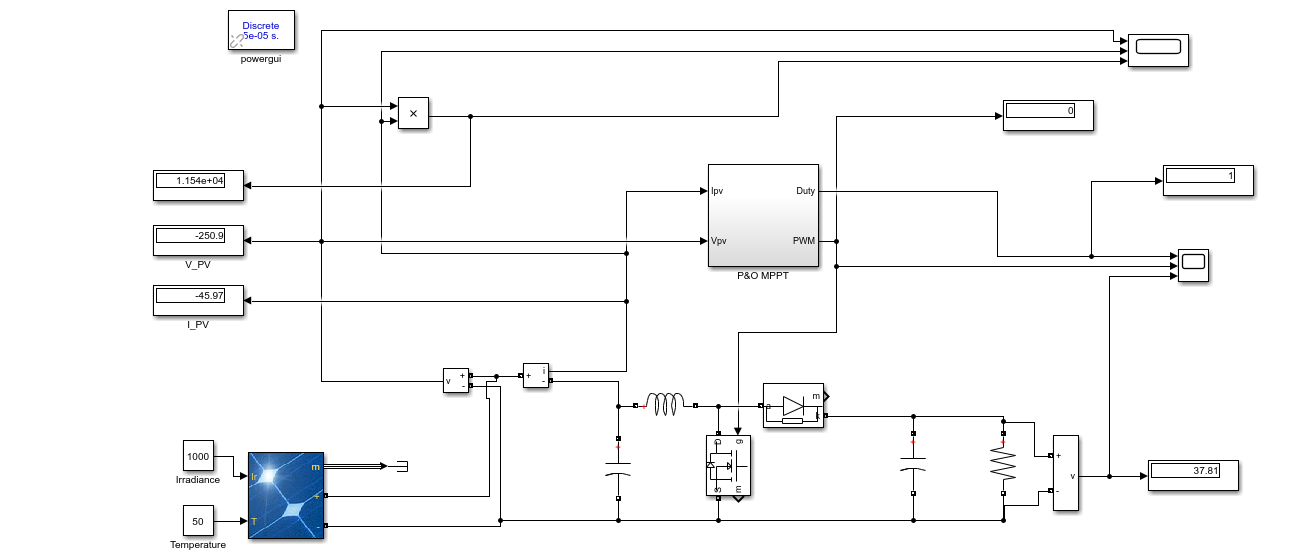 Discrete
5e-05 s.
powergui
×
0
1.154e+04
1
Ipv
Duty
Vpv
PWM
P&O MPPT
-250.9
V_PV
-45.97
I_PV
v
+
-
+
i
-
a
m
k
g
D
S
m
1000
Irradiance
Ir
m
T
+
-
50
Temperature
+
-
v
37.81